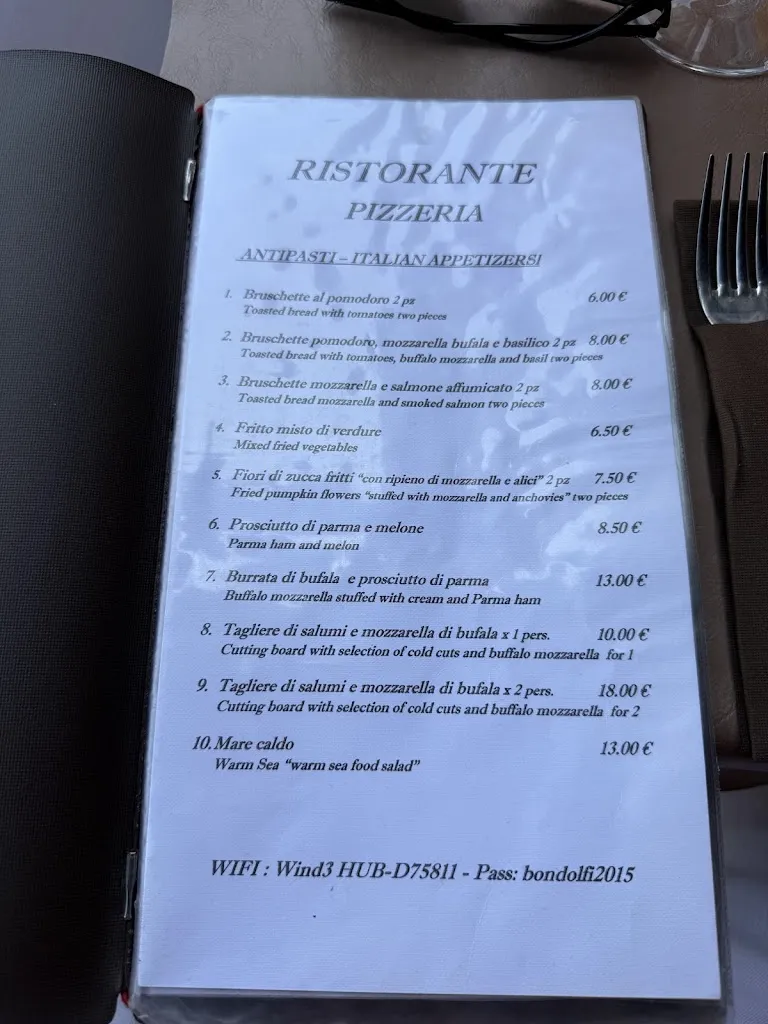 RISTORANTE
PIZZERIA
ANTIPASTI – ITALIAN APPETIZERSI
1. Bruschette al pomodoro 2 pz 6.00 €
Toasted bread with tomatoes two pieces
2. Bruschette pomodoro, mozzarella bufala e basilico 2 pz 8.00 €
Toasted bread with tomatoes, buffalo mozzarella and basil two pieces
3. Bruschette mozzarella e salmone affumicato 2 pz 8.00 €
Toasted bread mozzarella and smoked salmon two pieces
4. Fritto misto di verdure 6.50 €
Mixed fried vegetables
5. Fiori di zucca fritti “con ripieno di mozzarella e alici” 2 pz 7.50 €
Fried pumpkin flowers “stuffed with mozzarella and anchovies” two pieces
6. Prosciutto di parma e melone 8.50 €
Parma ham and melon
7. Burrata di bufala e prosciutto di parma 13.00 €
Buffalo mozzarella stuffed with cream and Parma ham
8. Tagliere di salumi e mozzarella di bufala x 1 pers. 10.00 €
Cutting board with selection of cold cuts and buffalo mozzarella for 1
9. Tagliere di salumi e mozzarella di bufala x 2 pers. 18.00 €
Cutting board with selection of cold cuts and buffalo mozzarella for 2
10. Mare caldo 13.00 €
Warm Sea “warm sea food salad”
WIFI : Wind3 HUB-D75811 - Pass: bondolfi2015